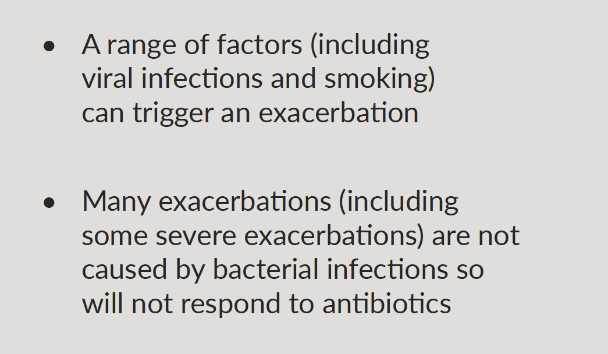 • A range of factors (including
viral infections and smoking)
can trigger an exacerbation
• Many exacerbations (including
some severe exacerbations) are not
caused by bacterial infections so
will not respond to antibiotics